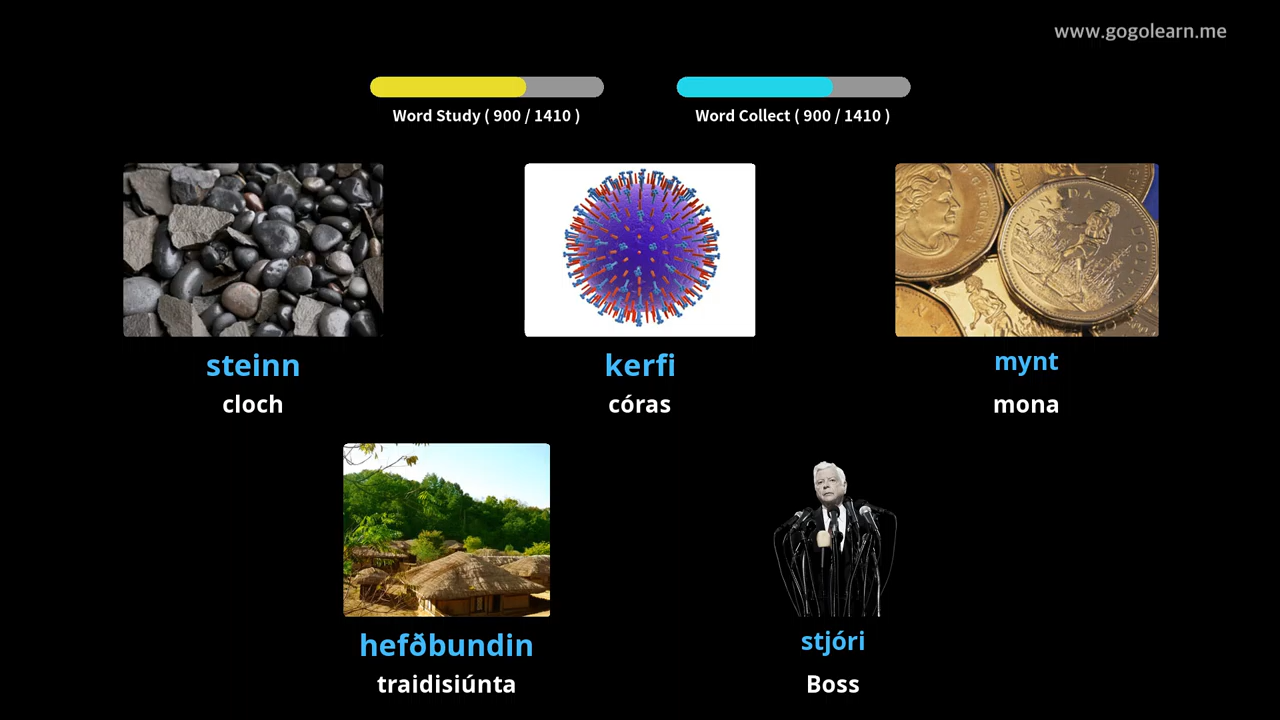 www.gogolearn.me
Word Study ( 900 / 1410 )
Word Collect ( 900 / 1410 )
steinn
cloch
kerfi
córas
mynt
mona
hefðbundin
traidisiúnta
stjóri
Boss